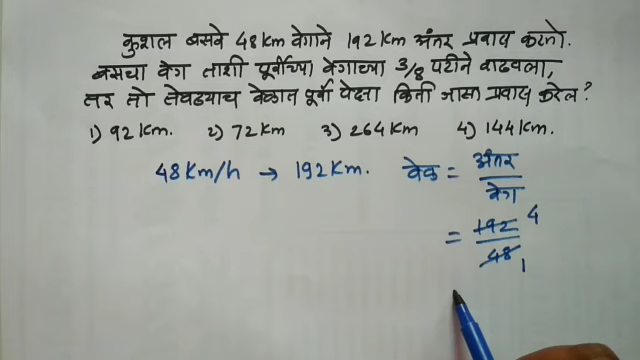 कुशल बसने 48 Km वेगाने 192 Km अंतर प्रवास करतो.
बसचा वेग ताशी पूर्वीच्या वेगाच्या 3/8 पटीने वाढवला,
तर तो तेवढ्याच वेळात पूर्वी पेक्षा किती जास्त प्रवास करेल?
1) 92 Km. 2) 72 Km 3) 264 Km 4) 144 Km.
48 Km/h → 192 Km. वेळ = अंतर / वेग
= 192 / 48 4 1